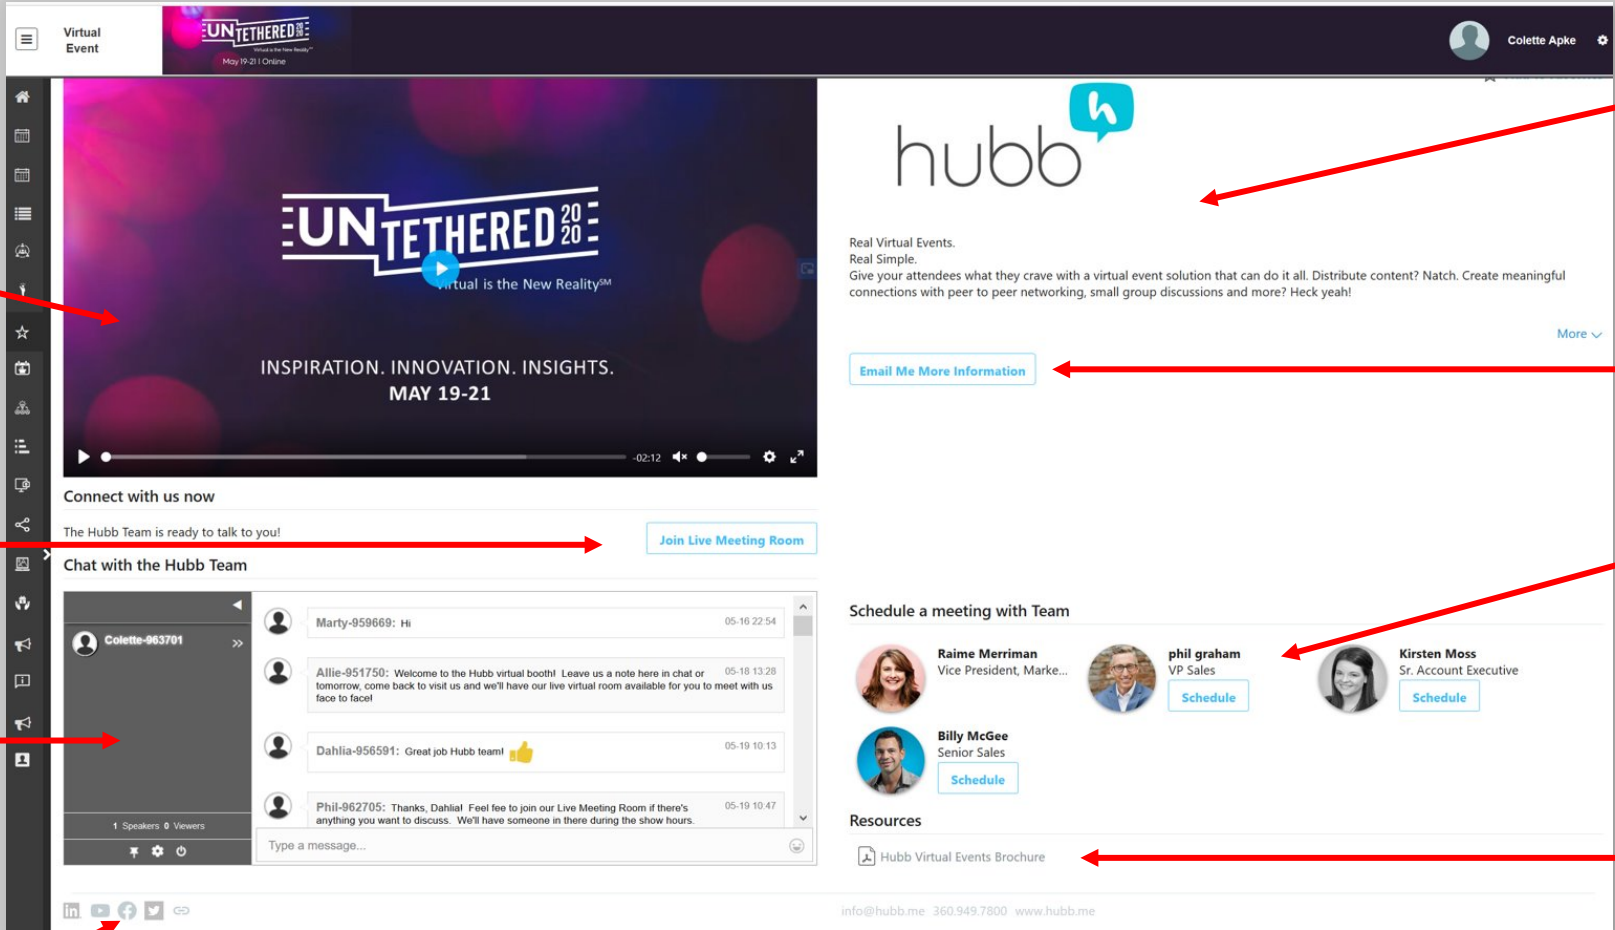 Virtual
Event
UNTETHERED 2020
Virtual is the New Reality℠
May 19-21 | Online
Colette Apke
UNTETHERED 20
20
Virtual is the New Reality℠
INSPIRATION. INNOVATION. INSIGHTS.
MAY 19-21
-02:12
hubb
h
Real Virtual Events.
Real Simple.
Give your attendees what they crave with a virtual event solution that can do it all. Distribute content? Natch. Create meaningful
connections with peer to peer networking, small group discussions and more? Heck yeah!
More
Email Me More Information
Connect with us now
The Hubb Team is ready to talk to you!
Join Live Meeting Room
Chat with the Hubb Team
Colette-963701
1 Speakers 0 Viewers
Marty-959669: Hi 05-16 22:54
Allie-951750: Welcome to the Hubb virtual booth! Leave us a note here in chat or 05-18 13:28
tomorrow, come back to visit us and we'll have our live virtual room available for you to meet with us
face to face!
Dahlia-956591: Great job Hubb team! 05-19 10:13
Phil-962705: Thanks, Dahlia! Feel fee to join our Live Meeting Room if there's 05-19 10:47
anything you want to discuss. We'll have someone in there during the show hours.
Type a message...
Schedule a meeting with Team
Raime Merriman
Vice President, Marke...
phil graham
VP Sales
Schedule
Kirsten Moss
Sr. Account Executive
Schedule
Billy McGee
Senior Sales
Schedule
Resources
Hubb Virtual Events Brochure
info@hubb.me 360.949.7800 www.hubb.me